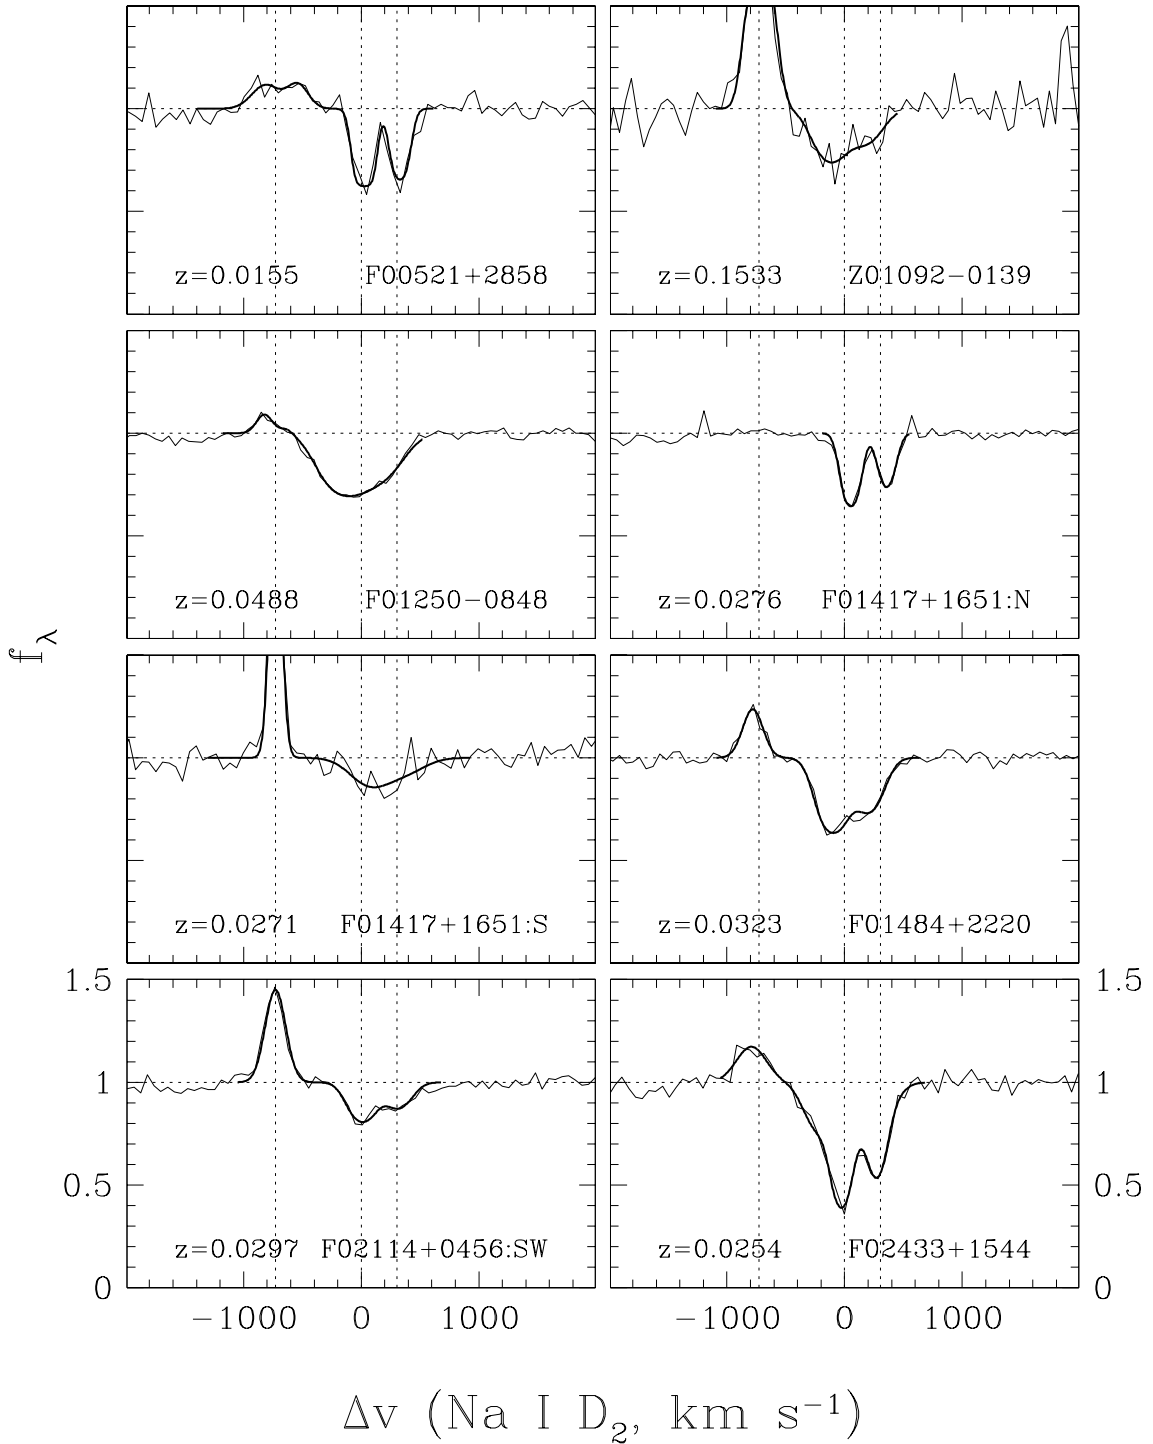 z=0.0155 F00521+2858
z=0.1533 Z01092−0139
z=0.0488 F01250−0848
z=0.0276 F01417+1651:N
f_λ
z=0.0271 F01417+1651:S
z=0.0323 F01484+2220
1.5
1
0.5
0
z=0.0297 F02114+0456:SW
z=0.0254 F02433+1544
1.5
1
0.5
0
−1000 0 1000
−1000 0 1000
Δv (Na I D₂, km s⁻¹)